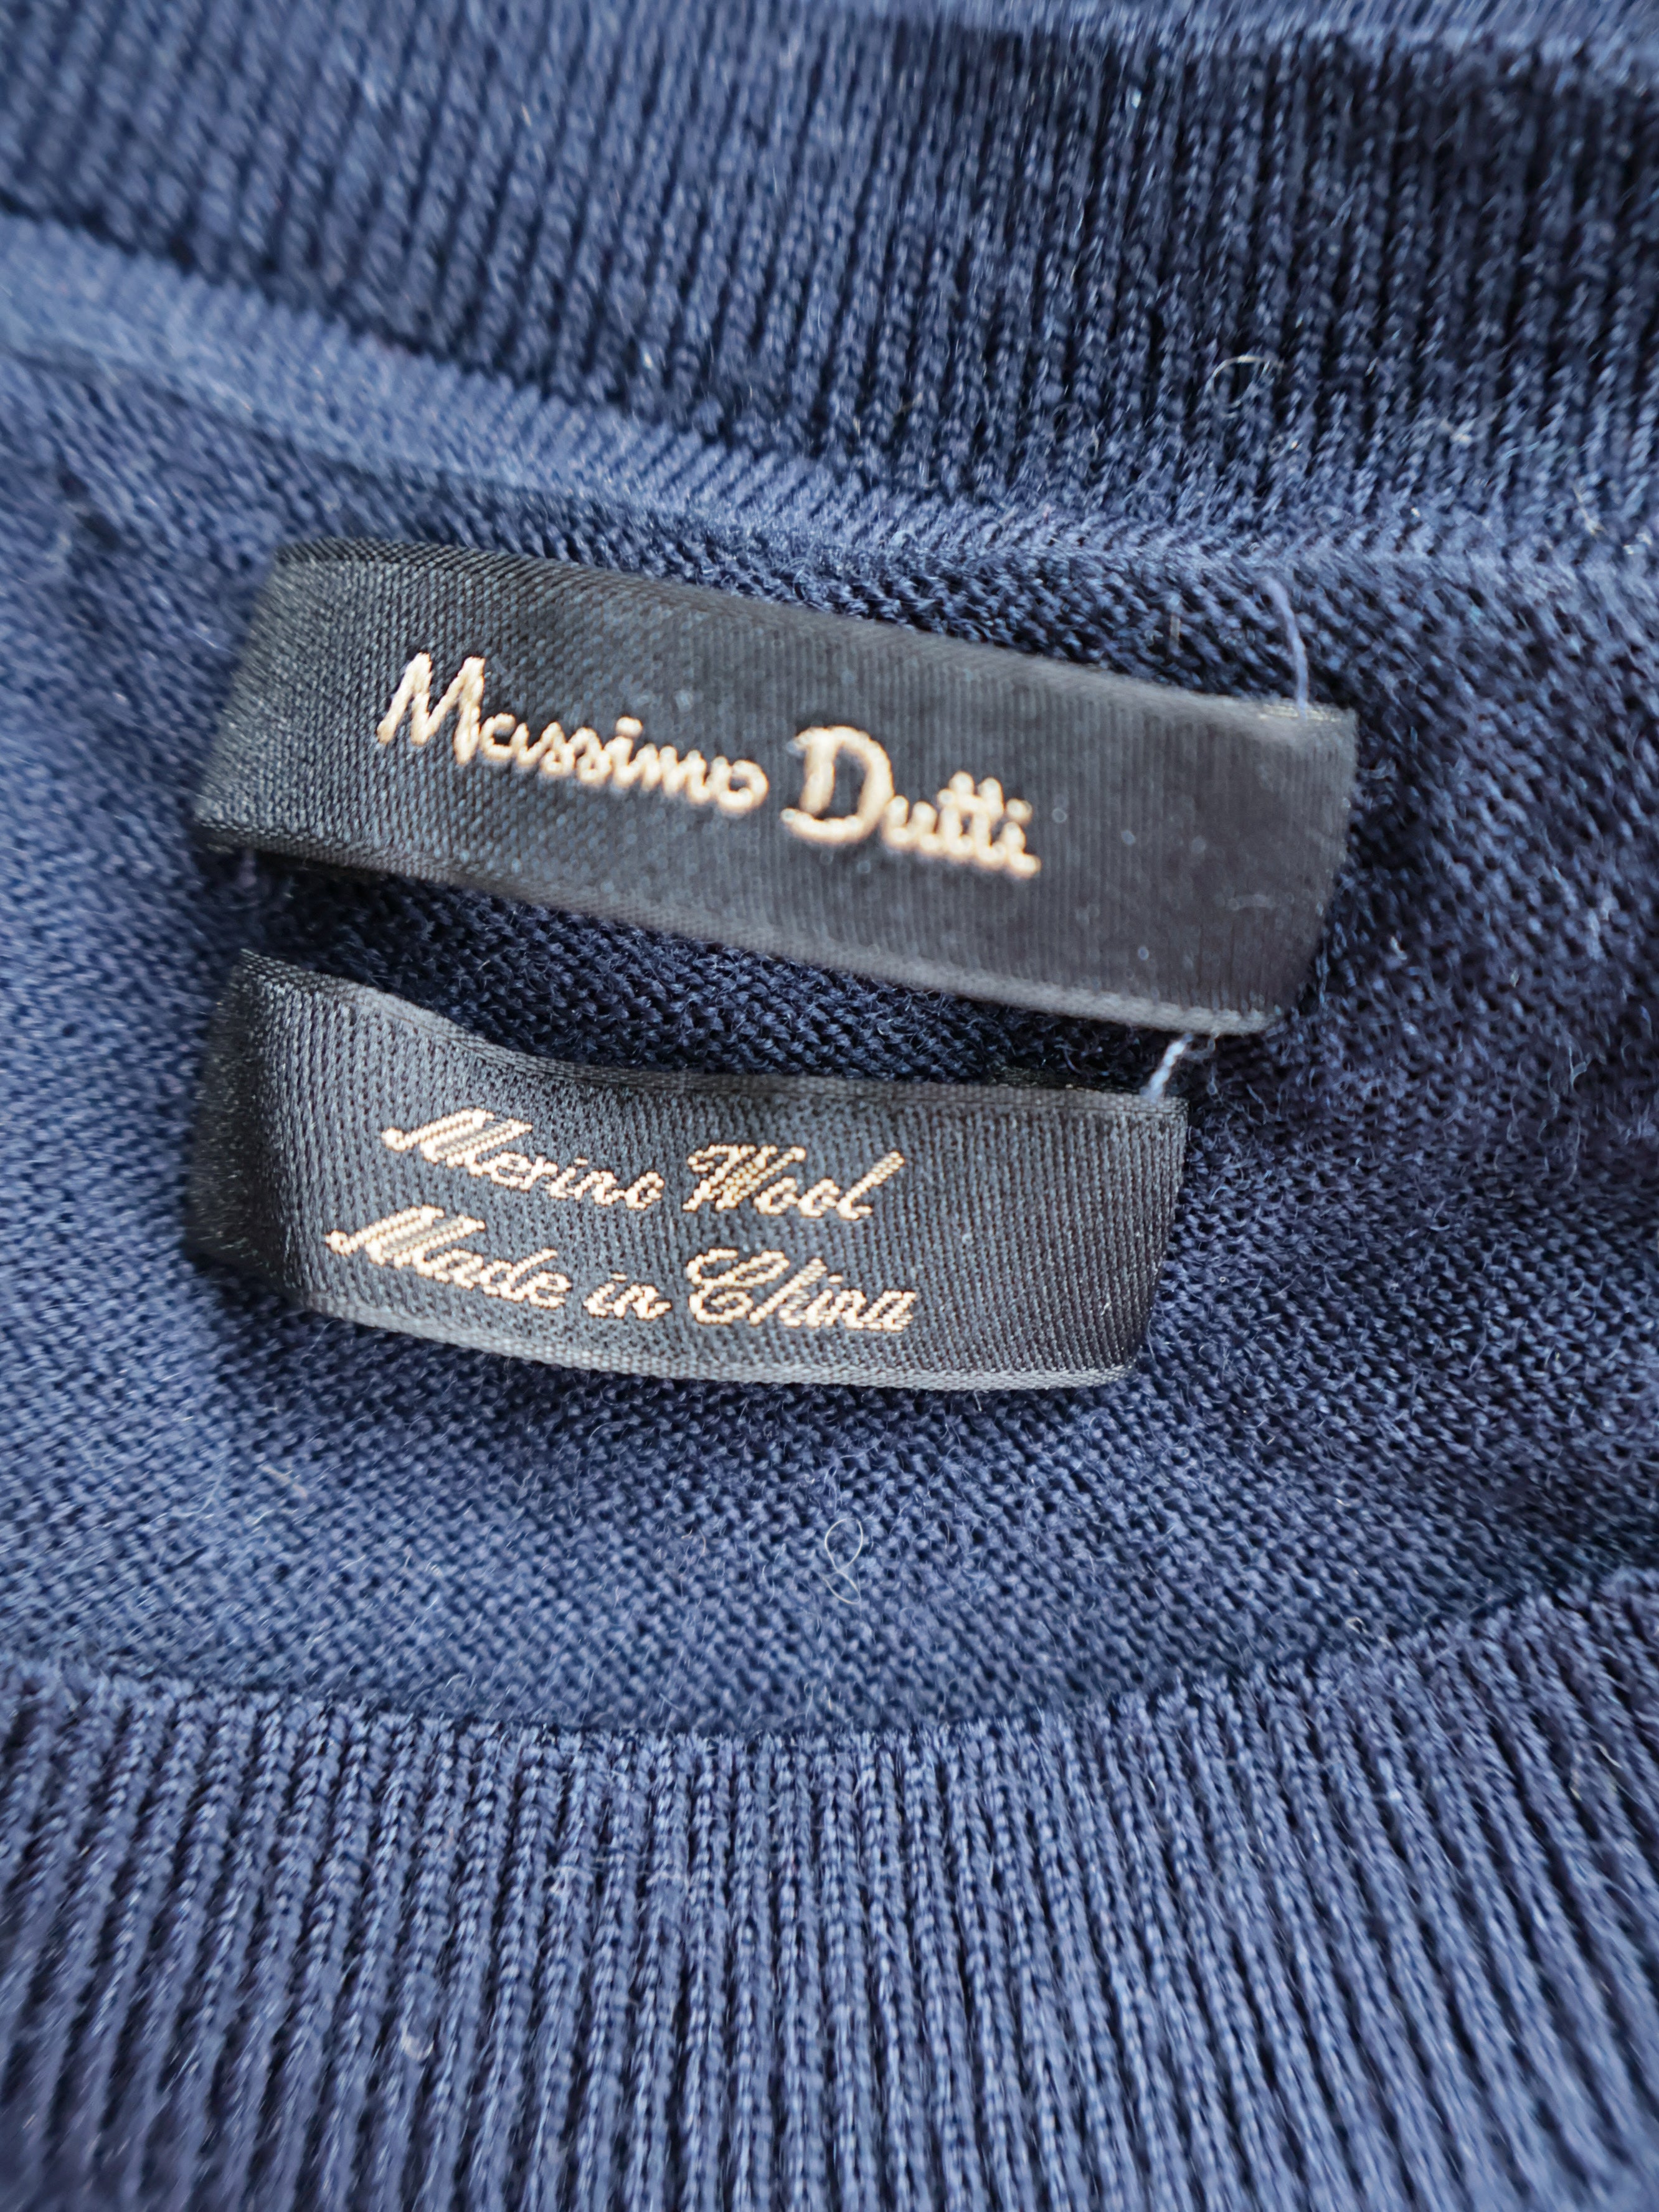 Massimo Dutti
Merino Wool
Made in China